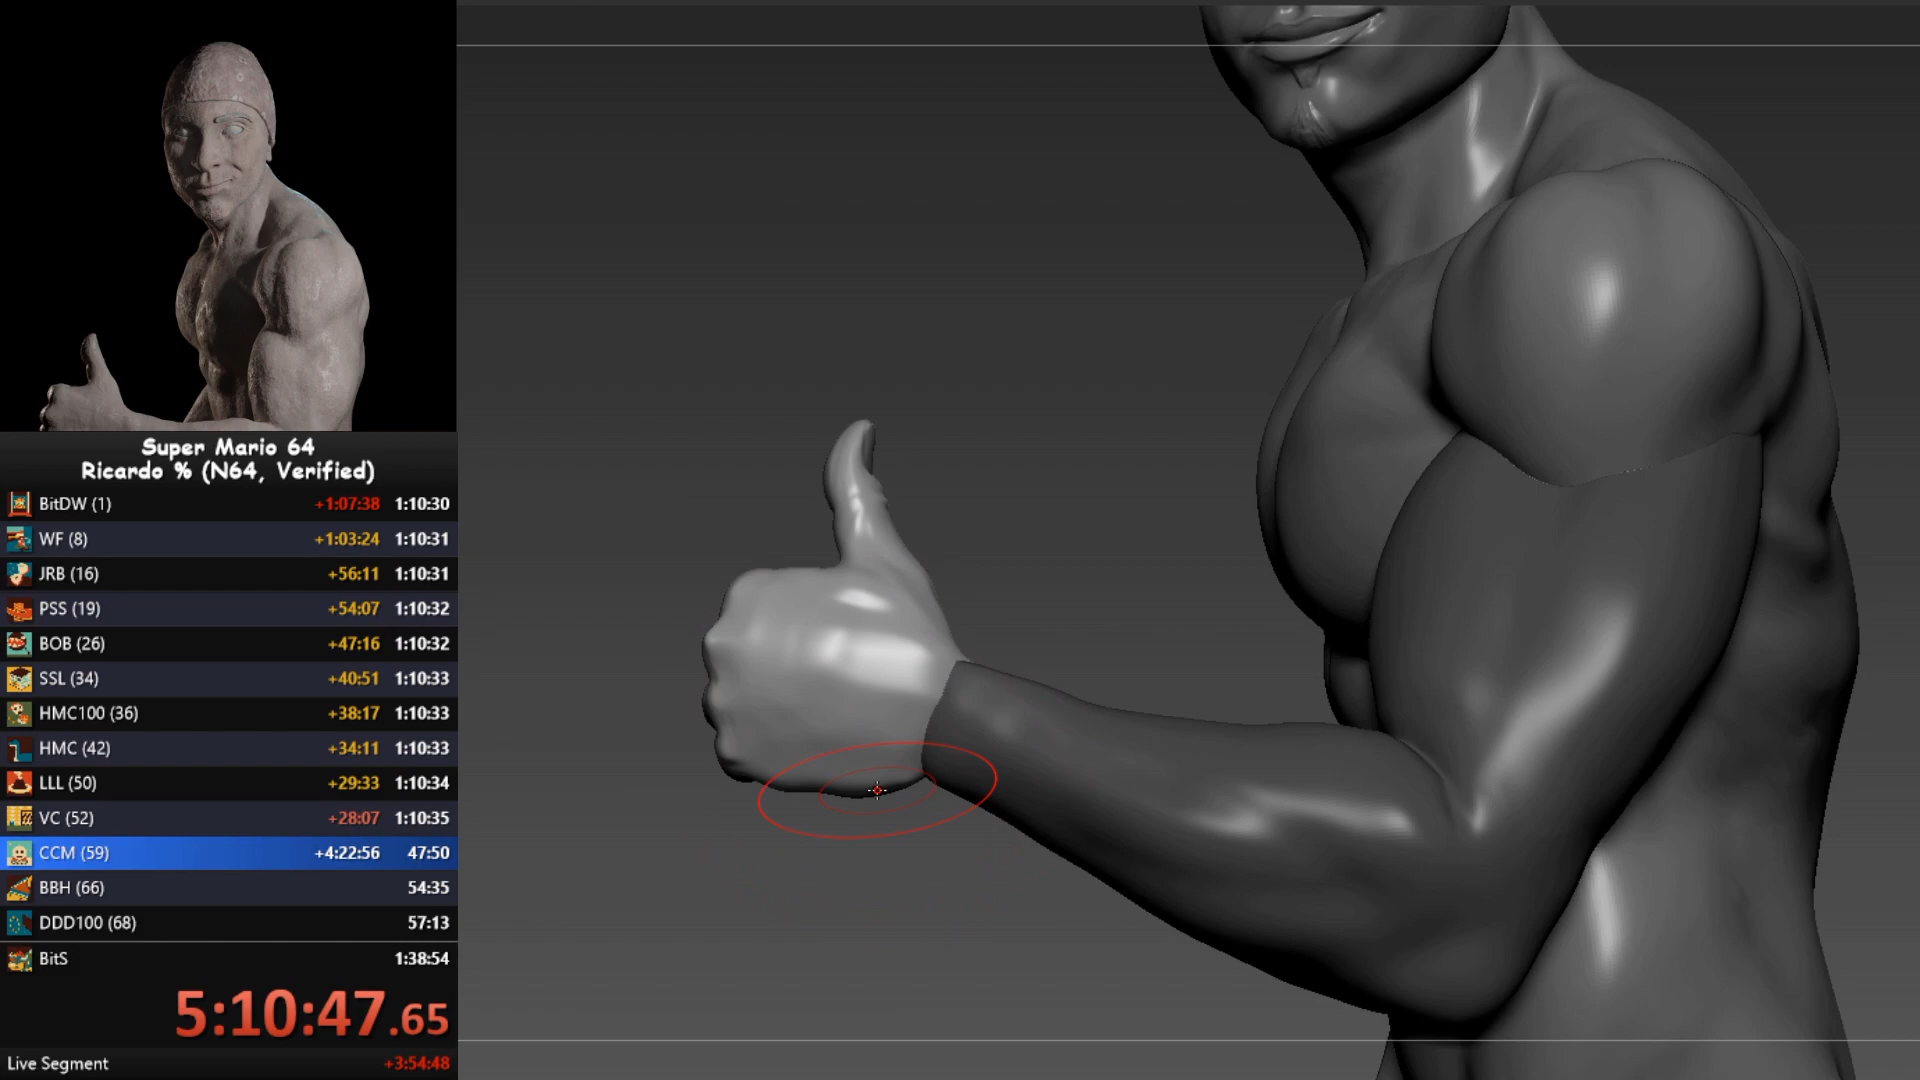 Super Mario 64
Ricardo % (N64, Verified)
BitDW (1) +1:07:38 1:10:30
WF (8) +1:03:24 1:10:31
JRB (16) +56:11 1:10:31
PSS (19) +54:07 1:10:32
BOB (26) +47:16 1:10:32
SSL (34) +40:51 1:10:33
HMC100 (36) +38:17 1:10:33
HMC (42) +34:11 1:10:33
LLL (50) +29:33 1:10:34
VC (52) +28:07 1:10:35
CCM (59) +4:22:56 47:50
BBH (66) 54:35
DDD100 (68) 57:13
BitS 1:38:54
5:10:47.65
Live Segment +3:54:48